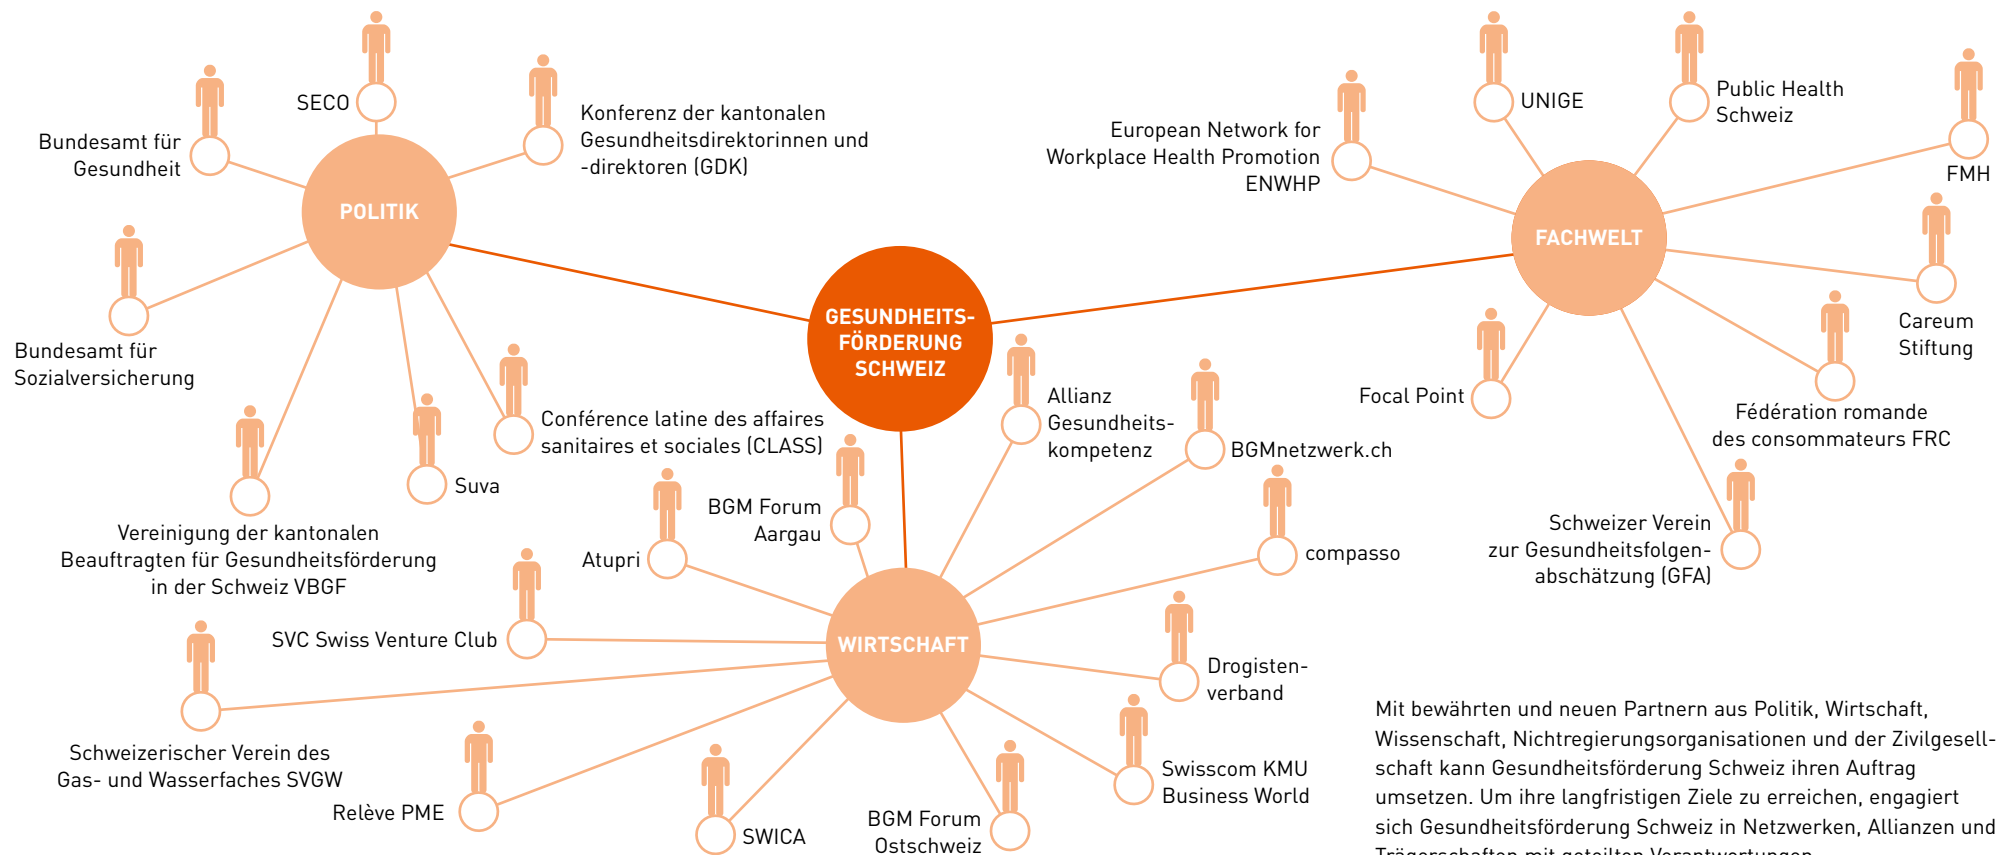 SECO
Bundesamt für
Gesundheit
Konferenz der kantonalen
Gesundheitsdirektorinnen und
-direktoren (GDK)
POLITIK
Bundesamt für
Sozialversicherung
Vereinigung der kantonalen
Beauftragten für Gesundheitsförderung
in der Schweiz VBGF
Suva
Conférence latine des affaires
sanitaires et sociales (CLASS)
GESUNDHEITS-
FÖRDERUNG
SCHWEIZ
European Network for
Workplace Health Promotion
ENWHP
UNIGE
Public Health
Schweiz
FMH
FACHWELT
Careum
Stiftung
Focal Point
Fédération romande
des consommateurs FRC
Schweizer Verein
zur Gesundheitsfolgen-
abschätzung (GFA)
Allianz
Gesundheits-
kompetenz
BGMnetzwerk.ch
BGM Forum
Aargau
Atupri
compasso
SVC Swiss Venture Club
WIRTSCHAFT
Drogisten-
verband
Schweizerischer Verein des
Gas- und Wasserfaches SVGW
Relève PME
SWICA
BGM Forum
Ostschweiz
Swisscom KMU
Business World
Mit bewährten und neuen Partnern aus Politik, Wirtschaft,
Wissenschaft, Nichtregierungsorganisationen und der Zivilgesell-
schaft kann Gesundheitsförderung Schweiz ihren Auftrag
umsetzen. Um ihre langfristigen Ziele zu erreichen, engagiert
sich Gesundheitsförderung Schweiz in Netzwerken, Allianzen und
Trägerschaften mit geteilten Verantwortungen